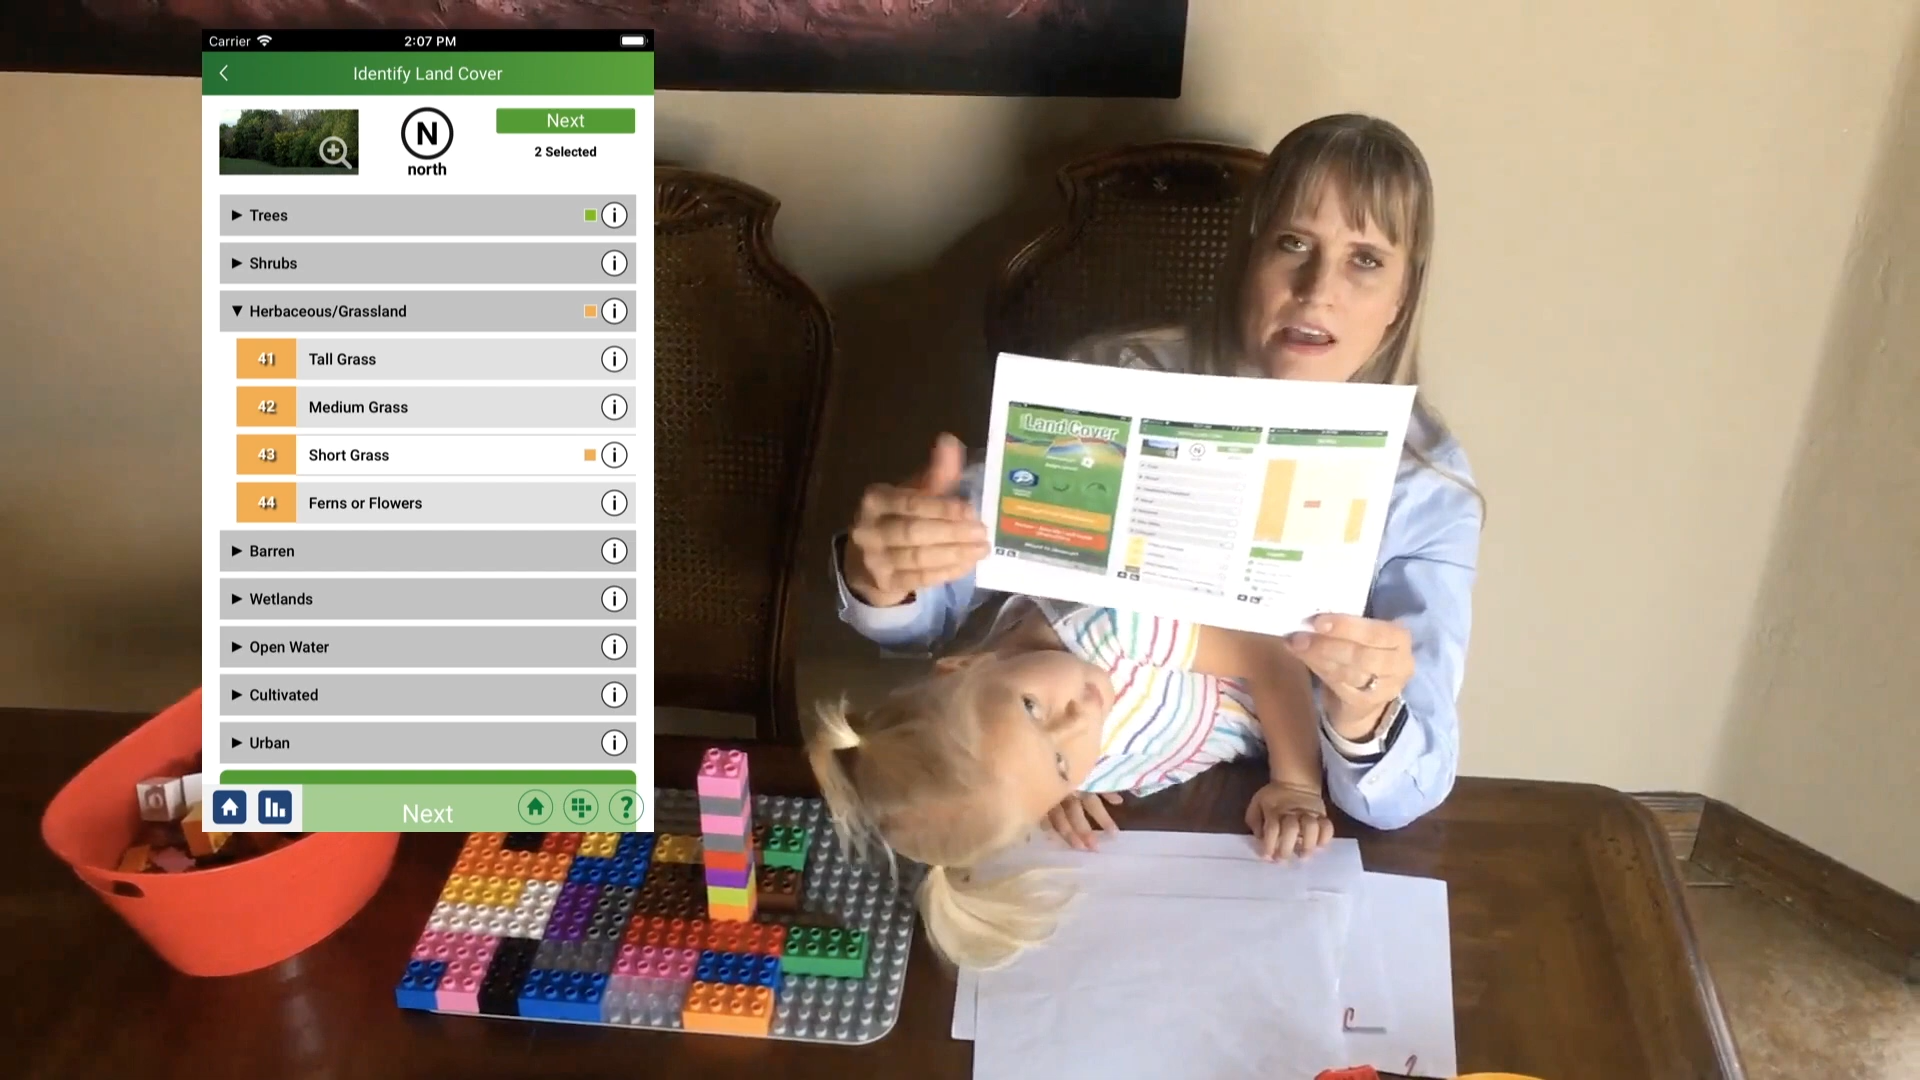 Carrier 2:07 PM
Identify Land Cover
N
north
Next
2 Selected
Trees i
Shrubs i
Herbaceous/Grassland i
41 Tall Grass i
42 Medium Grass i
43 Short Grass i
44 Ferns or Flowers i
Barren i
Wetlands i
Open Water i
Cultivated i
Urban i
Next ?
Land Cover
N